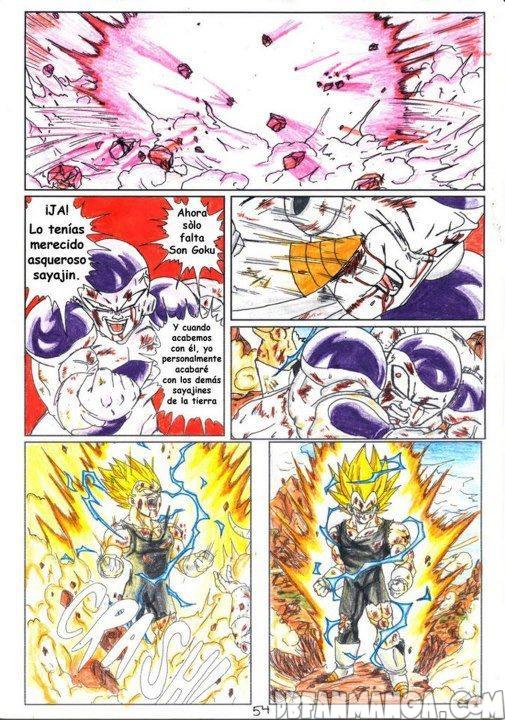 ¡JA!
Lo tenías
merecido
asqueroso
sayajin.
Ahora
sòlo
falta
Son Goku
Y cuando
acabemos
con él, yo
personalmente
acabaré
con los demás
sayajines
de la tierra
CRASH
54
DBFANMANGA.COM